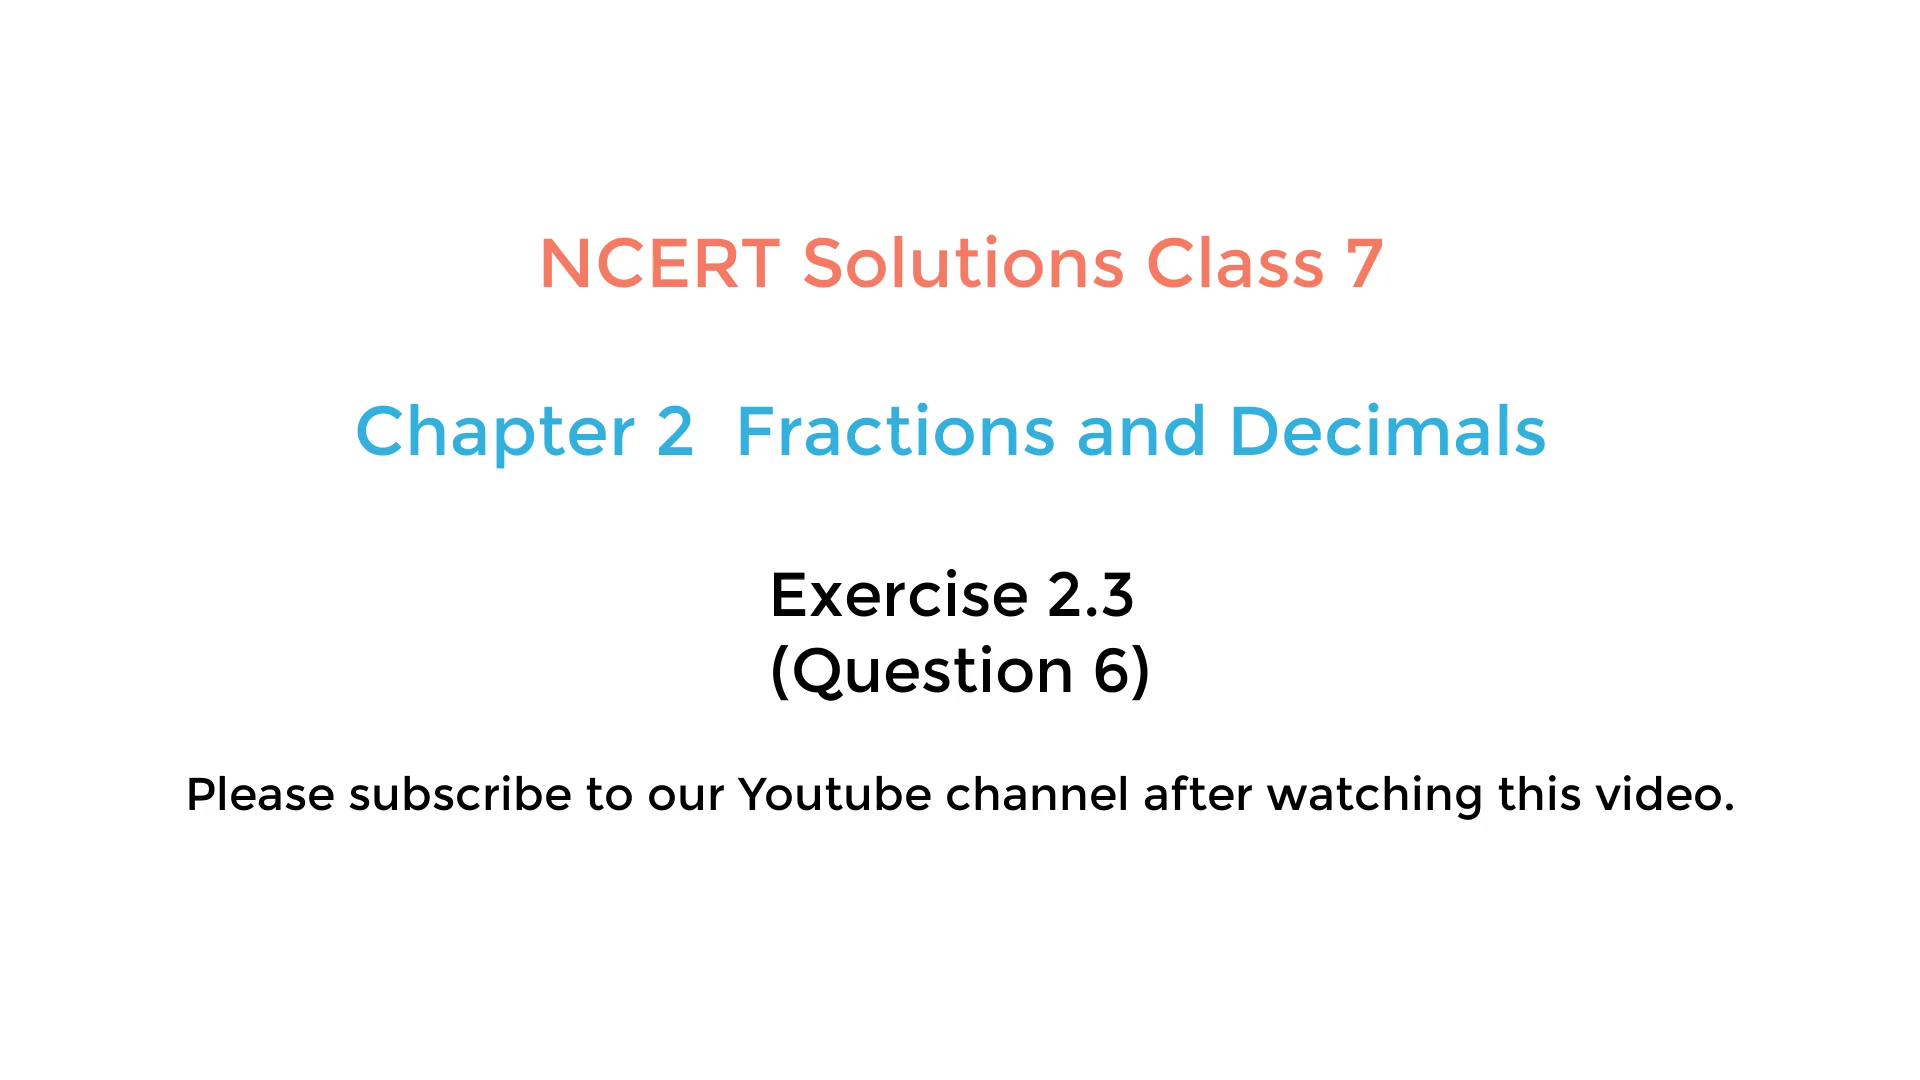 NCERT Solutions Class 7
Chapter 2  Fractions and Decimals
Exercise 2.3
(Question 6)
Please subscribe to our Youtube channel after watching this video.